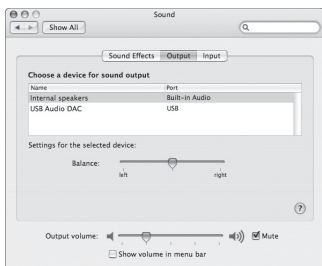 Sound
Show All
Sound Effects Output Input
Choose a device for sound output
Name Port
Internal speakers Built-in Audio
USB Audio DAC USB
Settings for the selected device:
Balance:
left right
?
Output volume: Mute
Show volume in menu bar